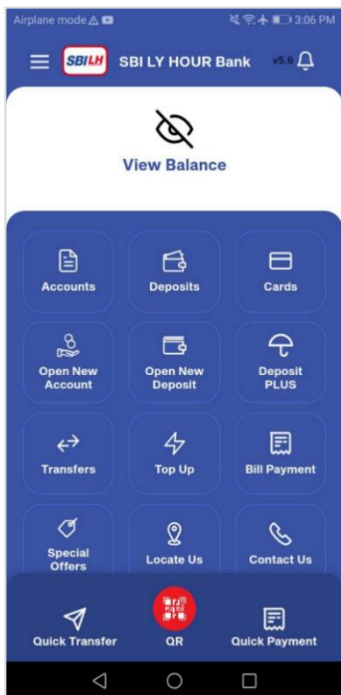 Airplane mode 3:06 PM
SBI LH SBI LY HOUR Bank v5.6
View Balance
Accounts Deposits Cards
Open New Open New Deposit
Account Deposit PLUS
Transfers Top Up Bill Payment
Special
Offers Locate Us Contact Us
Quick Transfer QR Quick Payment